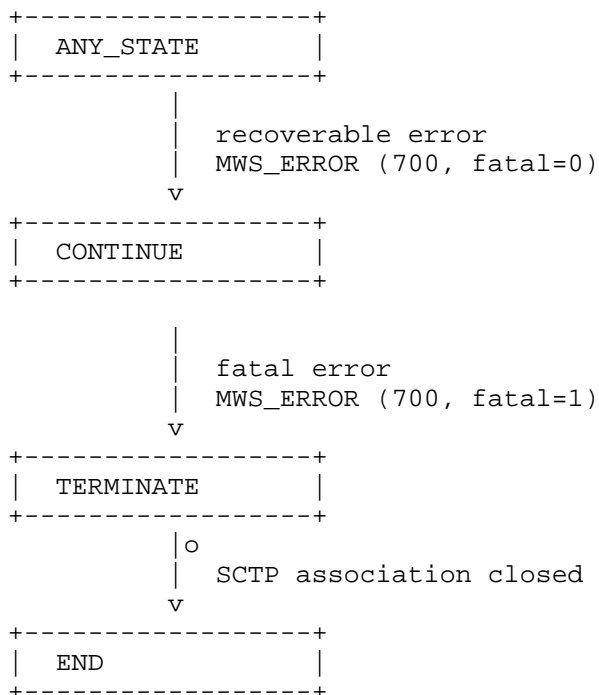 ANY_STATE
recoverable error
MWS_ERROR (700, fatal=0)
v
CONTINUE
fatal error
MWS_ERROR (700, fatal=1)
v
TERMINATE
o
SCTP association closed
v
END